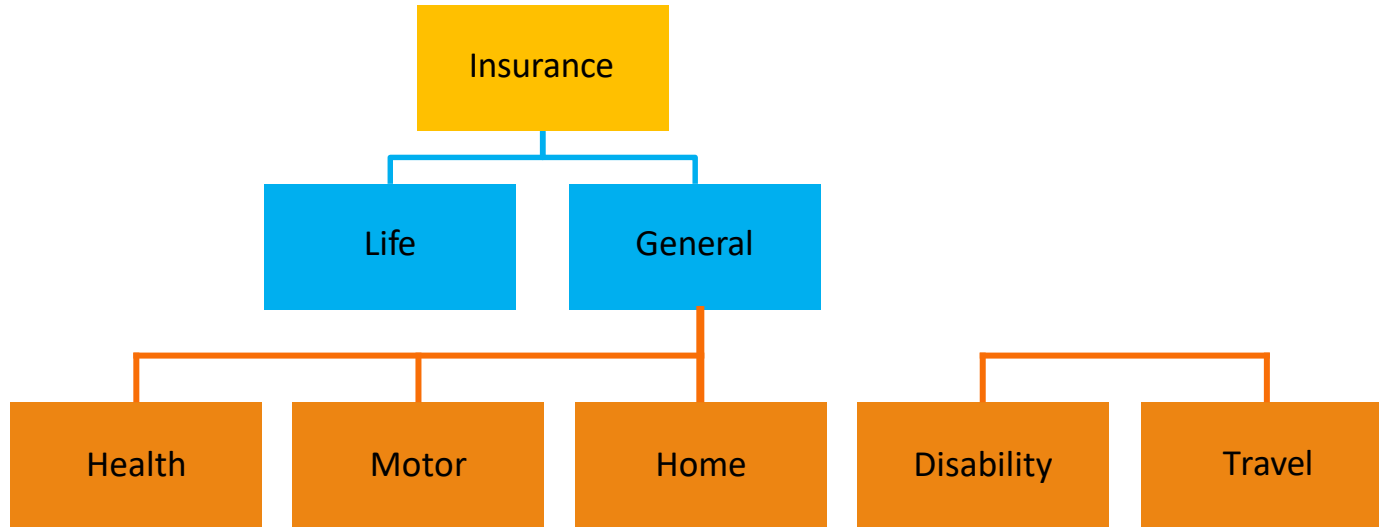 Insurance
Life
General
Health
Motor
Home
Disability
Travel